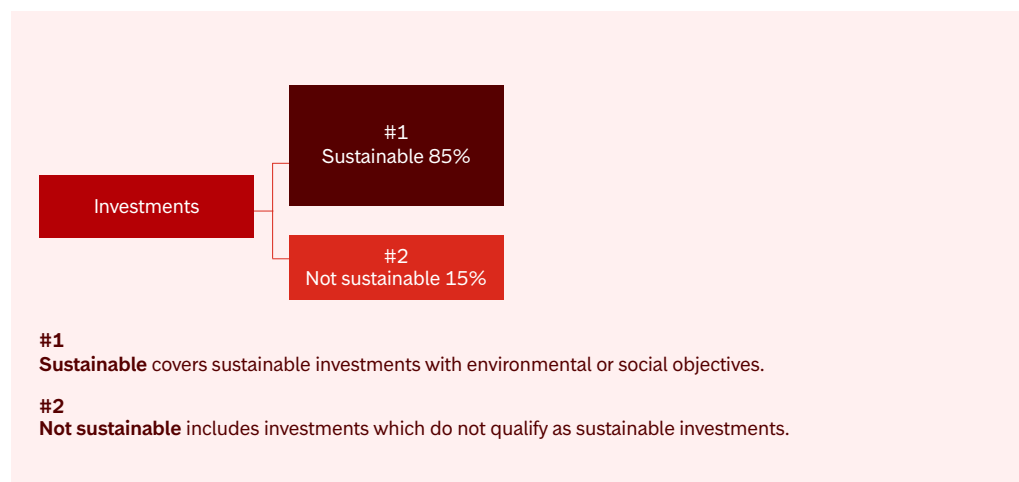 #1
Sustainable 85%
Investments
#2
Not sustainable 15%
#1
Sustainable covers sustainable investments with environmental or social objectives.
#2
Not sustainable includes investments which do not qualify as sustainable investments.